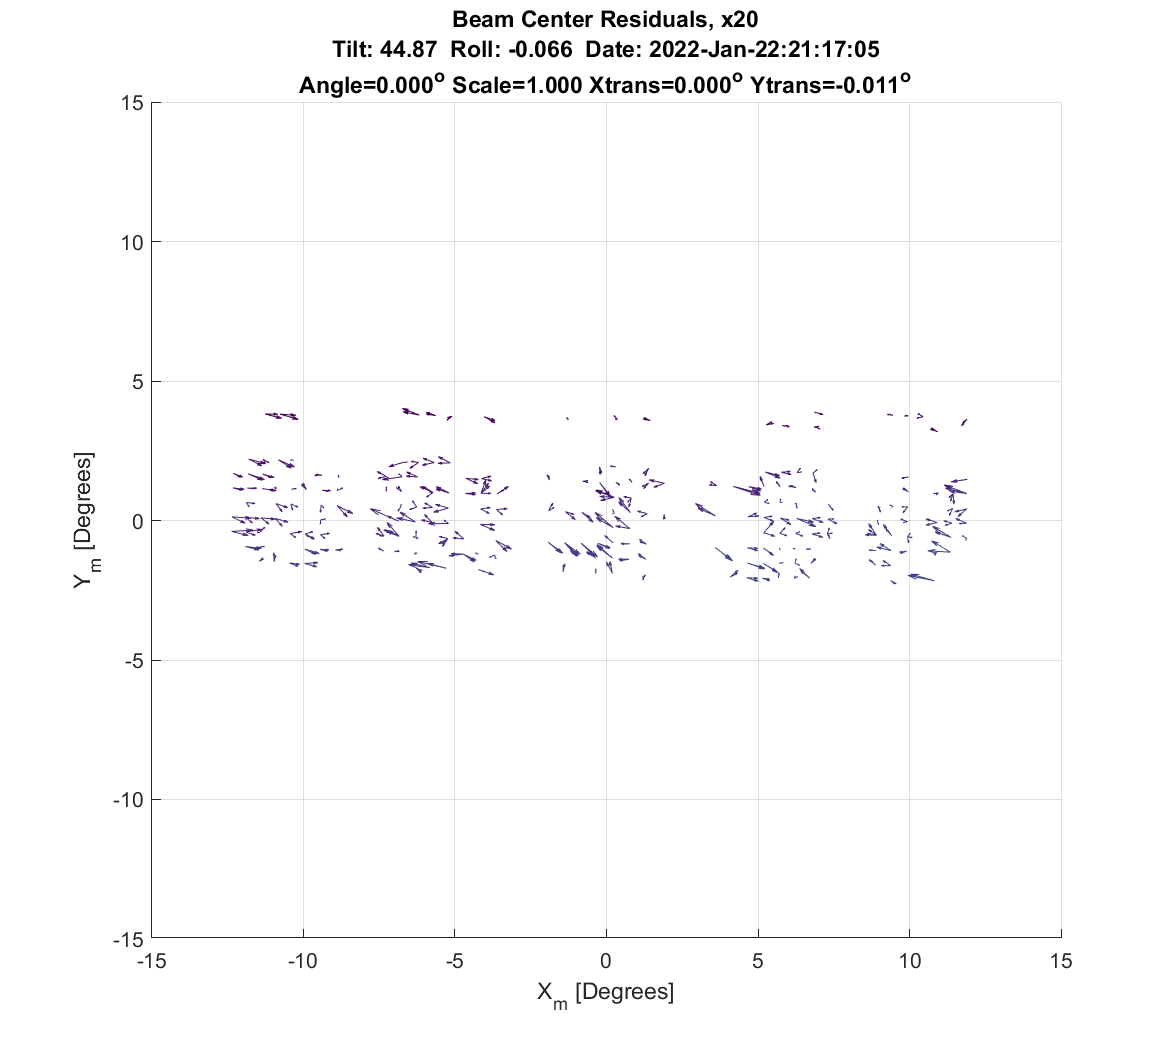 Beam Center Residuals, x20
Tilt: 44.87 Roll: -0.066 Date: 2022-Jan-22:21:17:05
Angle=0.000° Scale=1.000 Xtrans=0.000° Ytrans=-0.011°
15
10
5
0
-5
-10
-15
Ym [Degrees]
-15 -10 -5 0 5 10 15
Xm [Degrees]